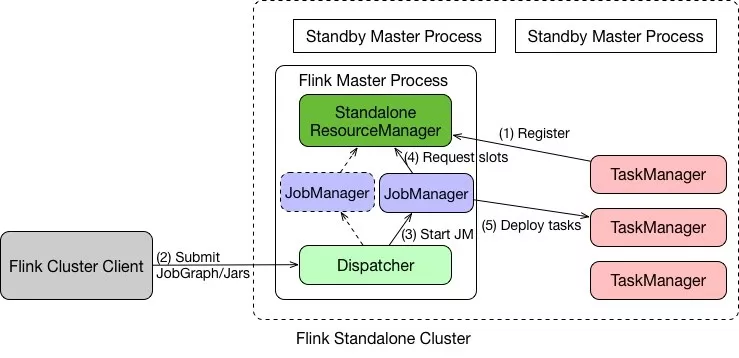 Standby Master Process
Standby Master Process
Flink Master Process
Standalone
ResourceManager
(1) Register
(4) Request slots
TaskManager
JobManager
JobManager
(5) Deploy tasks
TaskManager
(3) Start JM
Flink Cluster Client
(2) Submit
JobGraph/Jars
Dispatcher
TaskManager
Flink Standalone Cluster